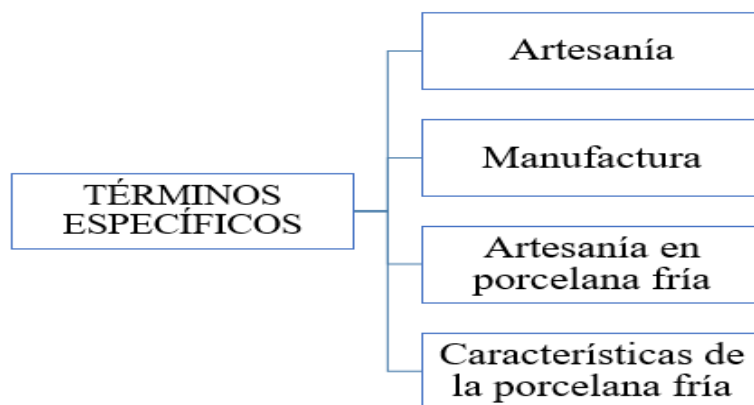 Artesanía
Manufactura
TÉRMINOS
ESPECÍFICOS
Artesanía en
porcelana fría
Características de
la porcelana fría